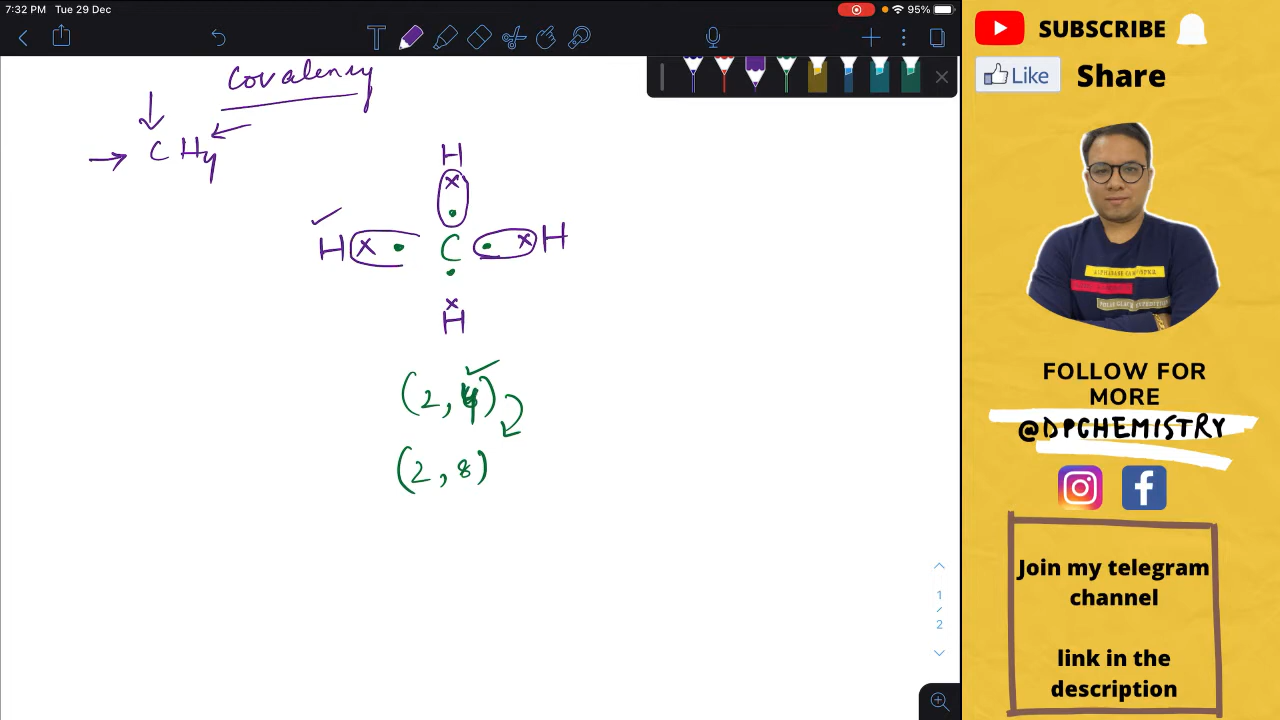 7:32 PM Tue 29 Dec
95%
Covalency
CH4
H
x
H x C x H
x
H
(2, 4)
(2, 8)
1
/
2
SUBSCRIBE
Like Share
FOLLOW FOR
MORE
@DPCHEMISTRY
Join my telegram
channel
link in the
description